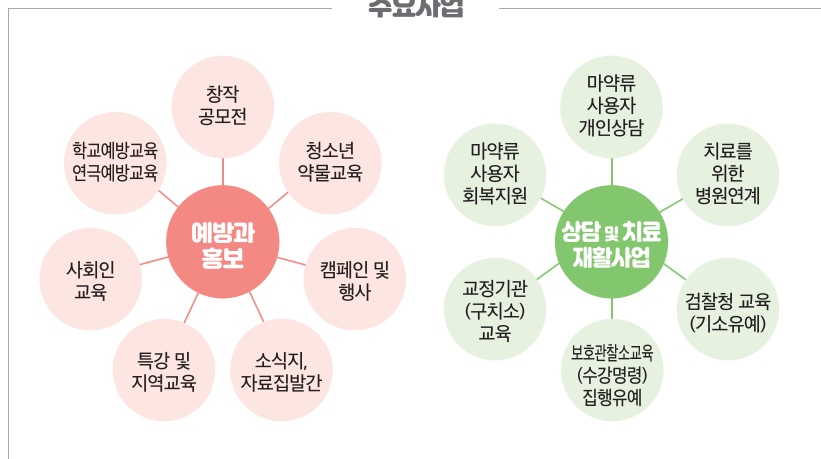 주요사업
창작
공모전
청소년
약물교육
캠페인 및
행사
소식지,
자료집발간
특강 및
지역교육
사회인
교육
학교예방교육
연극예방교육
예방과
홍보
마약류
사용자
개인상담
치료를
위한
병원연계
검찰청 교육
(기소유예)
보호관찰소교육
(수강명령)
집행유예
교정기관
(구치소)
교육
마약류
사용자
회복지원
상담 및 치료
재활사업